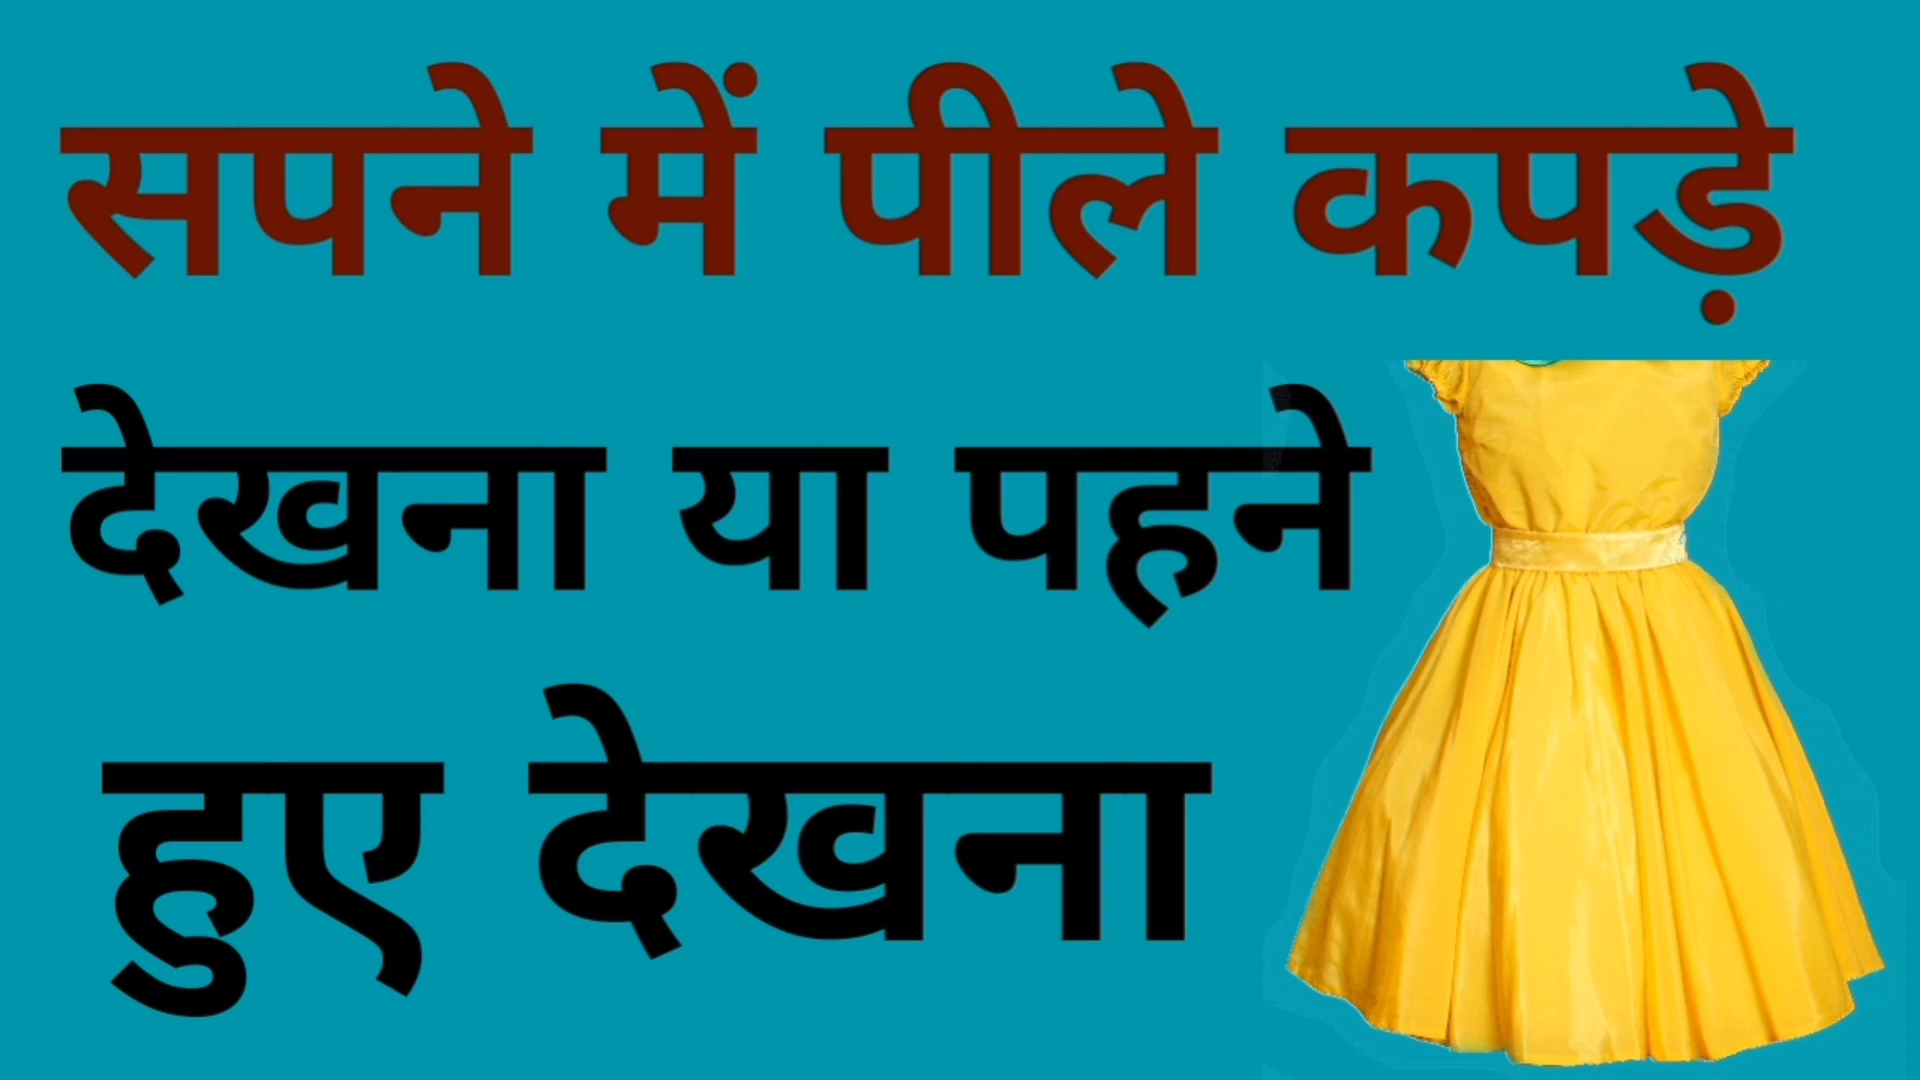 सपने में पीले कपड़े
देखना या पहने
हुए देखना